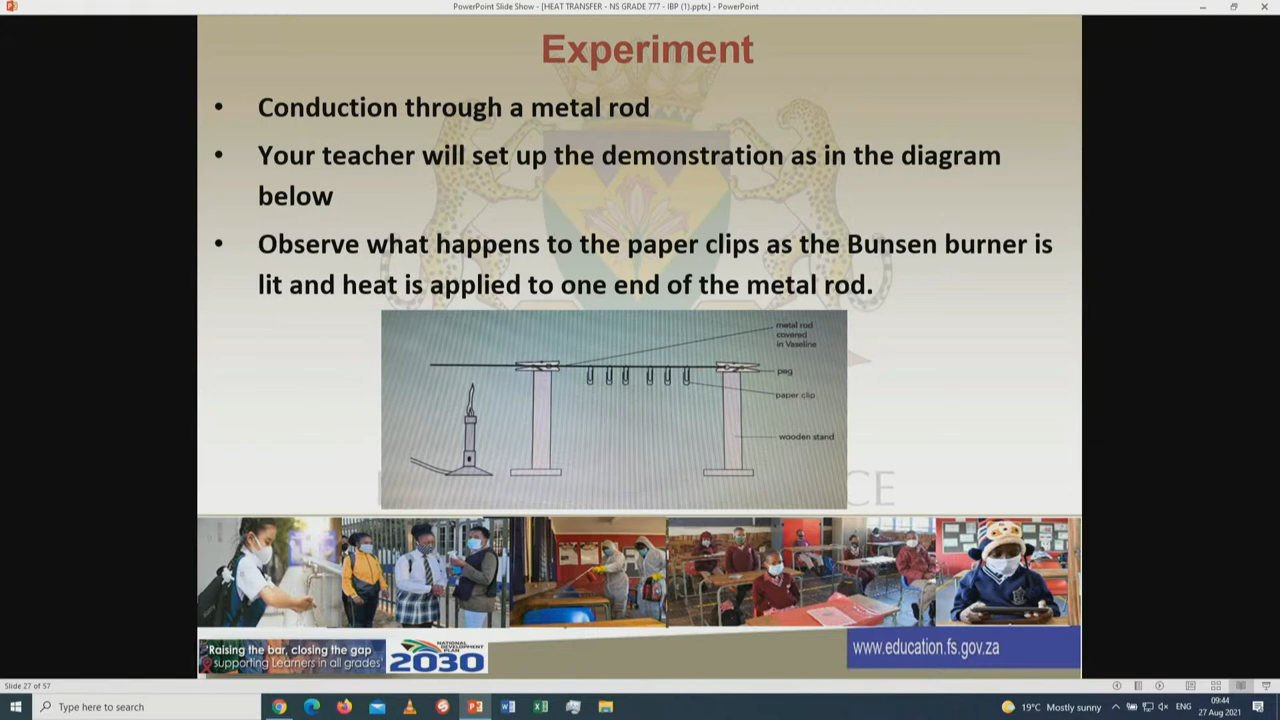 PowerPoint Slide Show - [HEAT TRANSFER - NS GRADE 777 - IBP (1).pptx] - PowerPoint
Experiment
• Conduction through a metal rod
• Your teacher will set up the demonstration as in the diagram
below
• Observe what happens to the paper clips as the Bunsen burner is
lit and heat is applied to one end of the metal rod.
metal rod
covered
in Vaseline
peg
paper clip
wooden stand
CE
'Raising the bar, closing the gap
supporting Learners in all grades'
NATIONAL
DEVELOPMENT
PLAN
2030
www.education.fs.gov.za
Slide 27 of 57
Type here to search
19°C Mostly sunny
ENG
09:44
27 Aug 2021